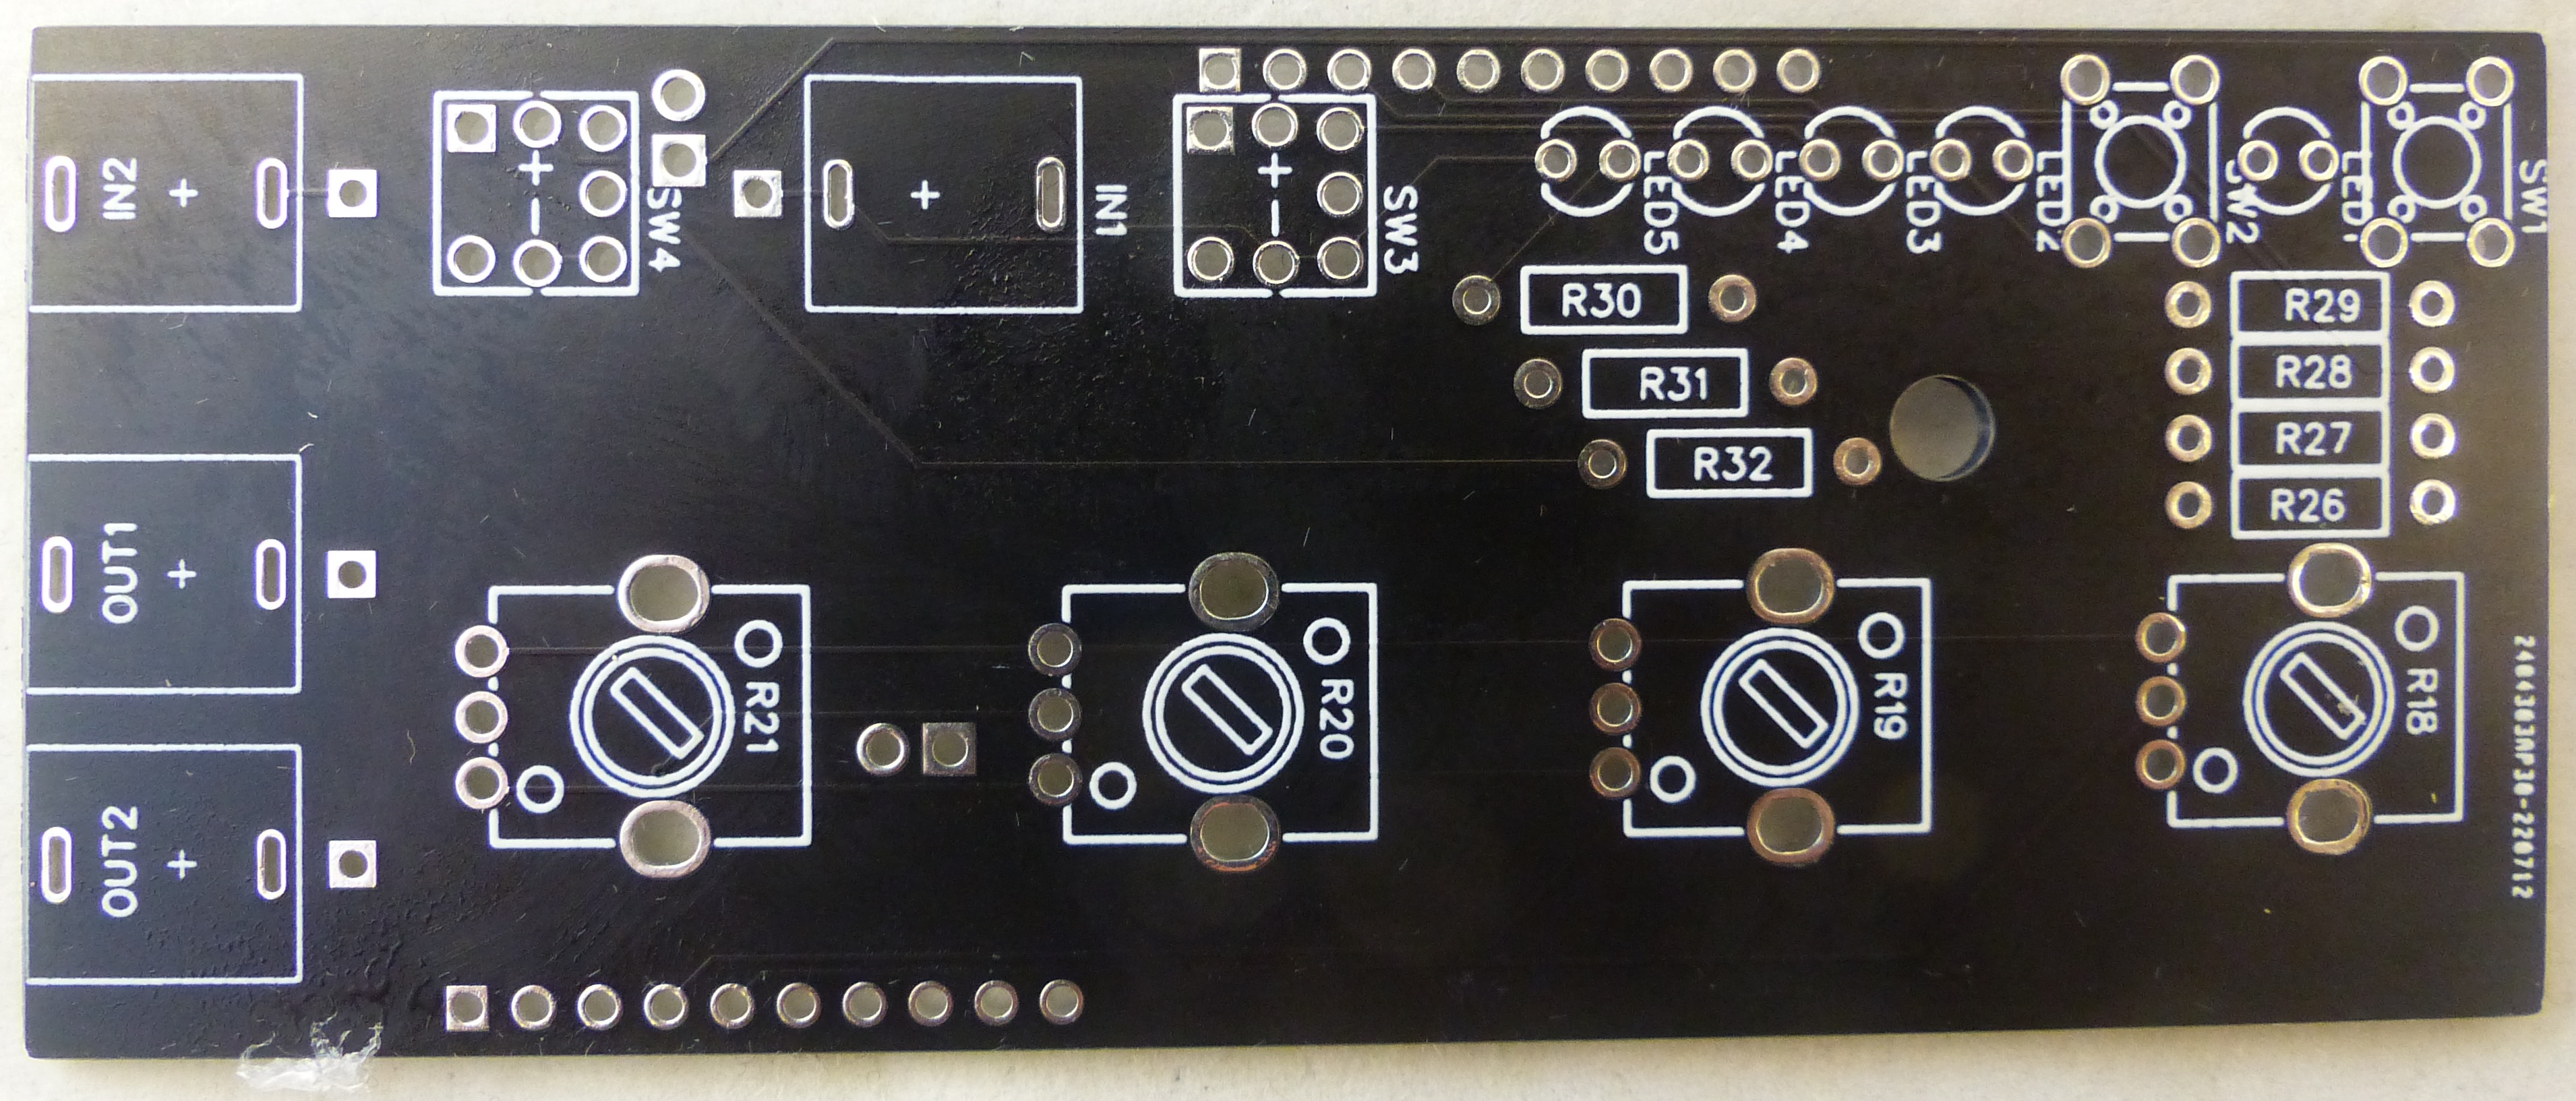 IN2
+
+
−
SW4
+
IN1
+
−
SW3
LED5
LED4
LED3
LED2
SW2
LED1
SW1
R30
R31
R32
R29
R28
R27
R26
OUT1
+
OUT2
+
R21
R20
R19
R18